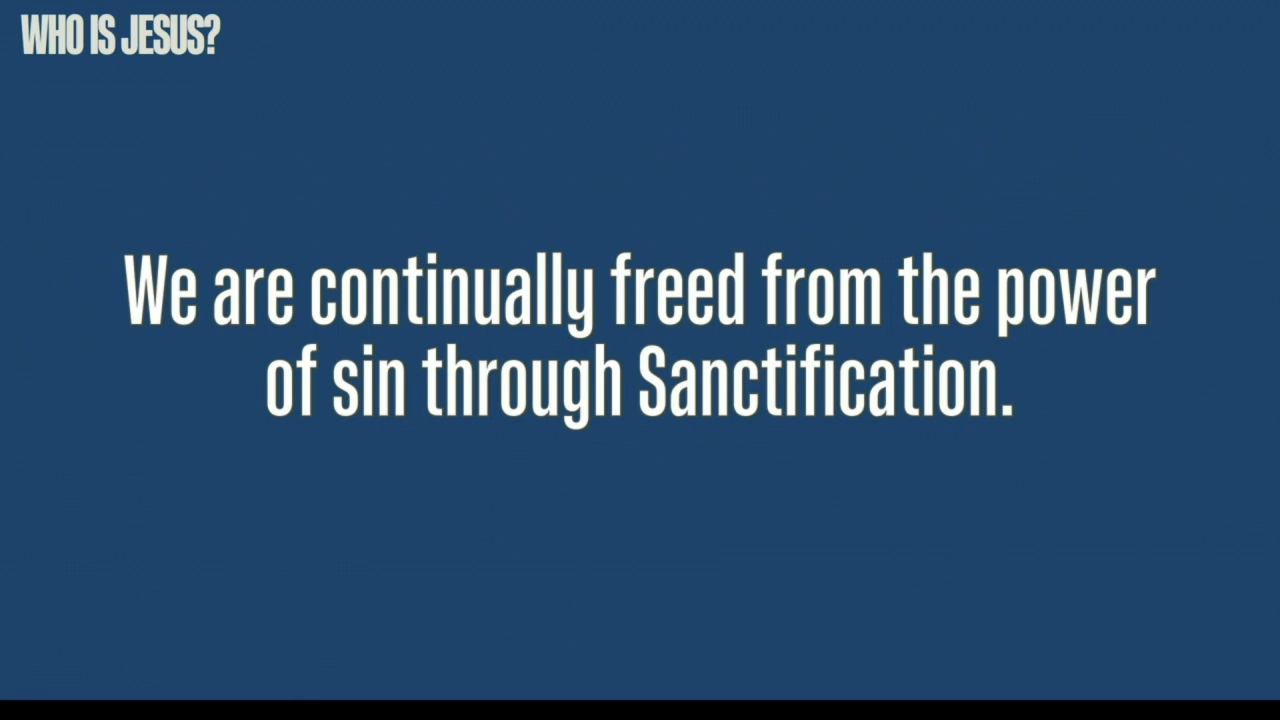 WHO IS JESUS?
We are continually freed from the power
of sin through Sanctification.